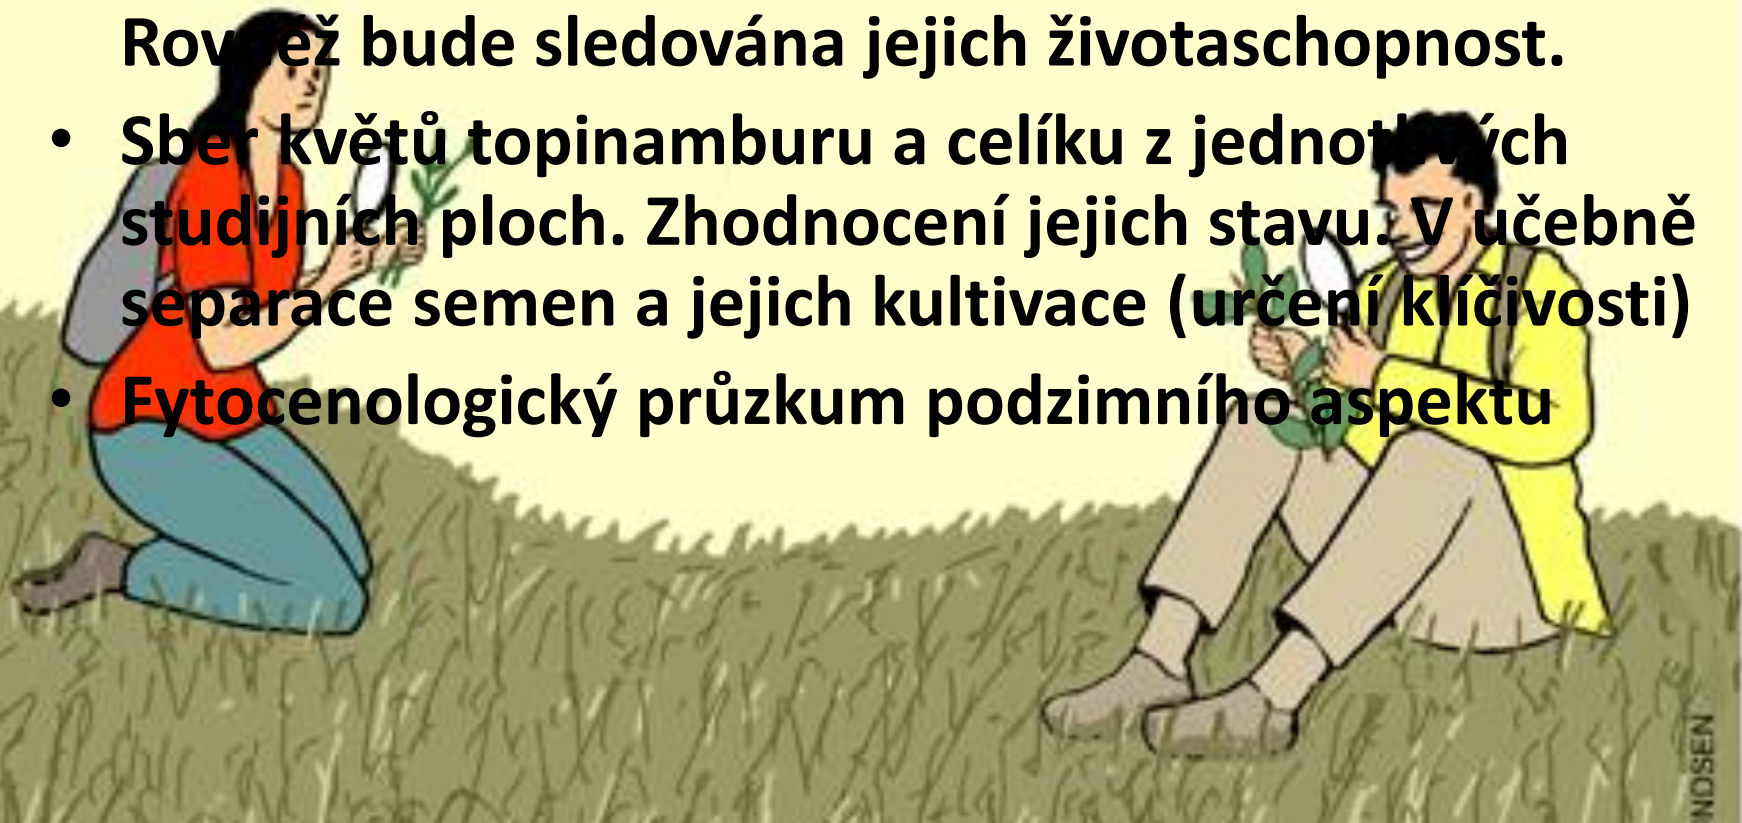 Rovněž bude sledována jejich životaschopnost.
• Sběr květů topinamburu a celíku z jednotlivých
studijních ploch. Zhodnocení jejich stavu. V učebně
separace semen a jejich kultivace (určení klíčivosti)
• Fytocenologický průzkum podzimního aspektu
NDSEN